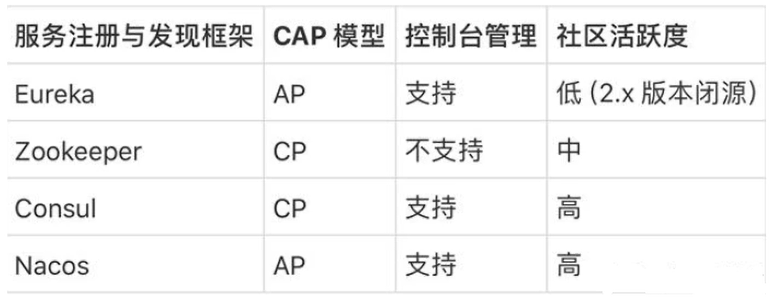 服务注册与发现框架 CAP 模型 控制台管理 社区活跃度
Eureka AP 支持 低 (2.x 版本闭源)
Zookeeper CP 不支持 中
Consul CP 支持 高
Nacos AP 支持 高